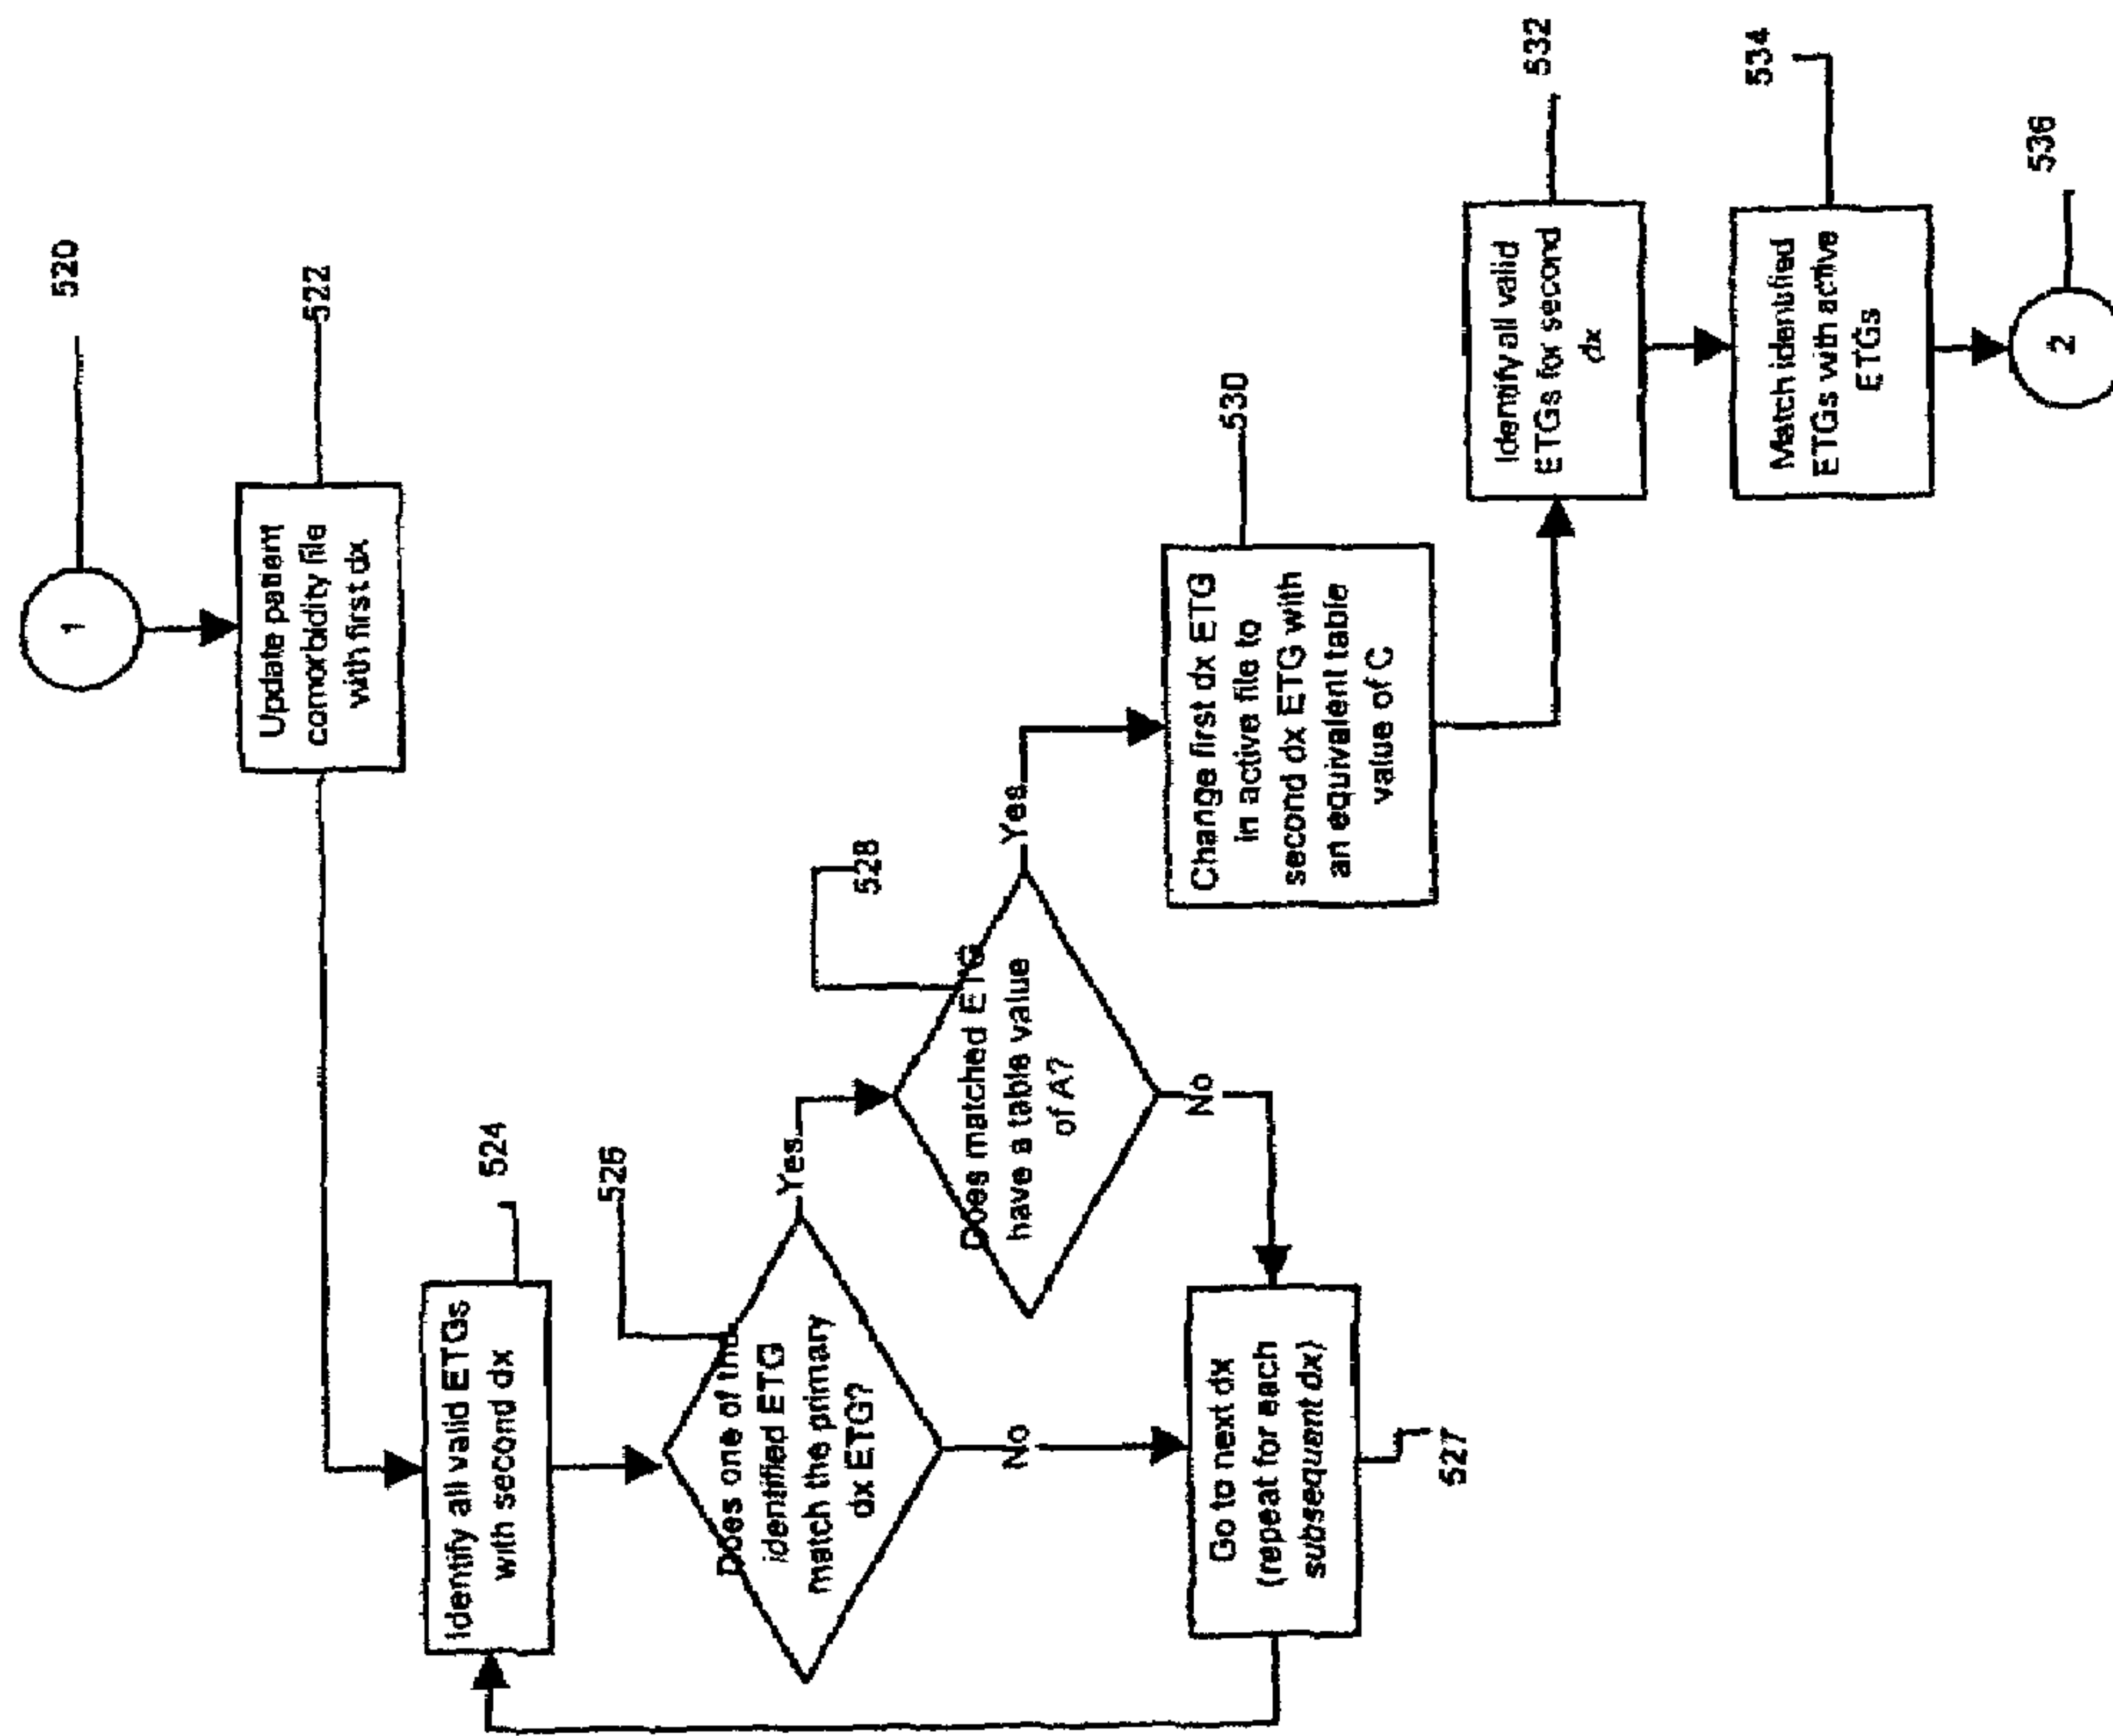 1
520
Update patient
comorbidity file
with first dx
522
Identify all valid ETGs
with second dx
524
Does one of the
identified ETG
match the primary
dx ETG?
526
Yes
No
Does matched ETG
have a table value
of A?
528
Yes
No
Go to next dx
(repeat for each
subsequent dx)
527
Change first dx ETG
in active file to
second dx ETG with
an equivalent table
value of C
530
Identify all valid
ETGs for second
dx
532
Match identified
ETGs with active
ETGs
534
2
536